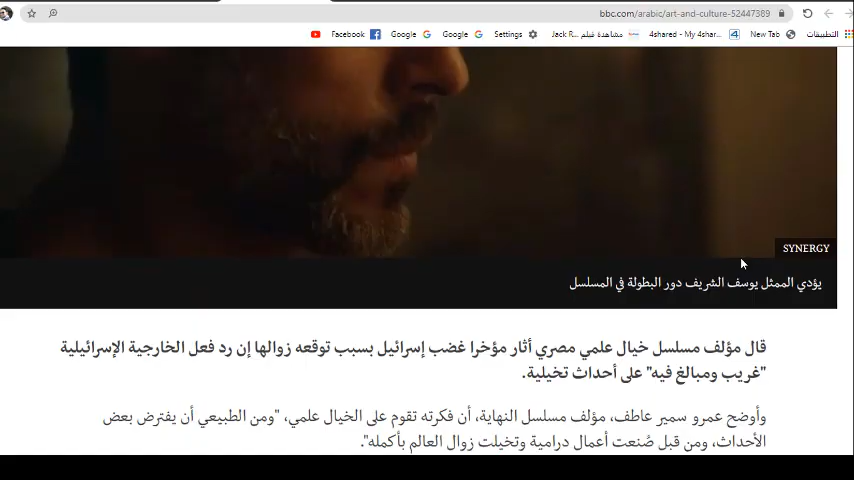 bbc.com/arabic/art-and-culture-52447389
التطبيقات
New Tab
4shared - My 4shar...
مشاهدة فيلم Jack R...
Settings
Google
Google
Facebook
SYNERGY
يؤدي الممثل يوسف الشريف دور البطولة في المسلسل
قال مؤلف مسلسل خيال علمي مصري أثار مؤخرا غضب إسرائيل بسبب توقعه زوالها إن رد فعل الخارجية الإسرائيلية
"غريب ومبالغ فيه" على أحداث تخيلية.
وأوضح عمرو سمير عاطف، مؤلف مسلسل النهاية، أن فكرته تقوم على الخيال علمي، "ومن الطبيعي أن يفترض بعض
الأحداث، ومن قبل صُنعت أعمال درامية وتخيلت زوال العالم بأكمله".